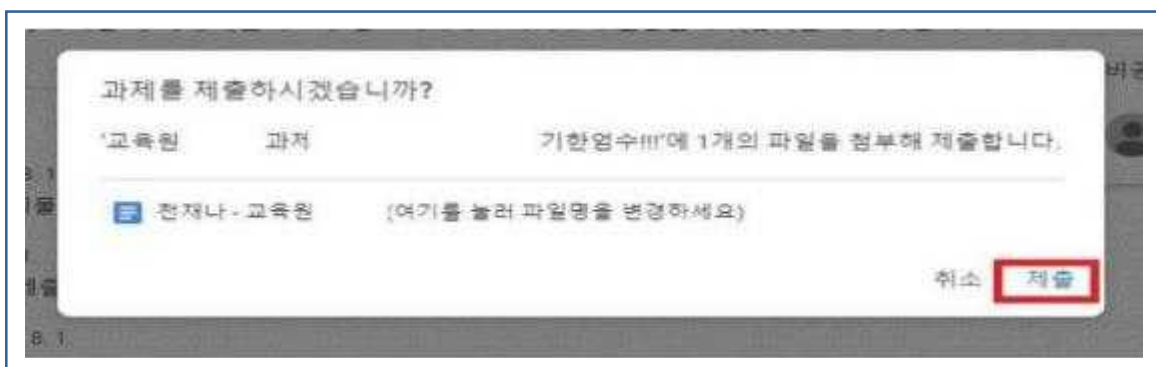 과제를 제출하시겠습니까?
'교육원 과저 기한엄수!!!'에 1개의 파일을 첨부해 제출합니다.
전재나 - 교육원 (여기를 눌러 파일명을 변경하세요)
취소 제출
8. 1